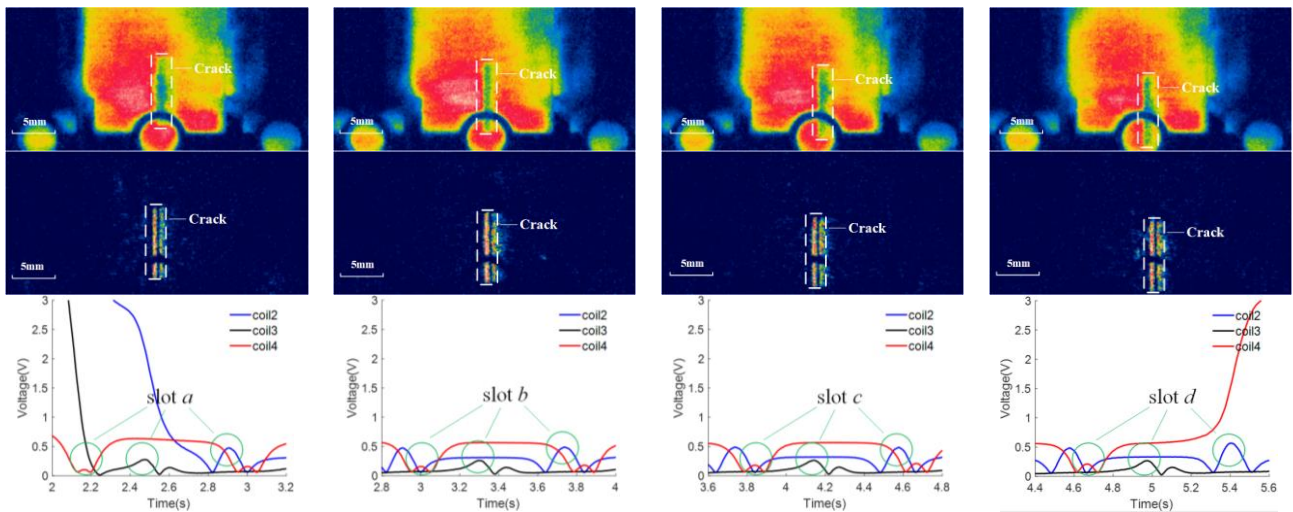 Crack
5mm
Crack
5mm
Crack
5mm
Crack
5mm
Crack
5mm
Crack
5mm
Crack
5mm
Crack
5mm
3
2.5
2
1.5
1
0.5
0
Voltage(V)
coil2
coil3
coil4
slot a
2
2.2
2.4
2.6
2.8
3
3.2
Time(s)
3
2.5
2
1.5
1
0.5
0
Voltage(V)
coil2
coil3
coil4
slot b
2.8
3
3.2
3.4
3.6
3.8
4
Time(s)
3
2.5
2
1.5
1
0.5
0
Voltage(V)
coil2
coil3
coil4
slot c
3.6
3.8
4
4.2
4.4
4.6
4.8
Time(s)
3
2.5
2
1.5
1
0.5
0
Voltage(V)
coil2
coil3
coil4
slot d
4.4
4.6
4.8
5
5.2
5.4
5.6
Time(s)